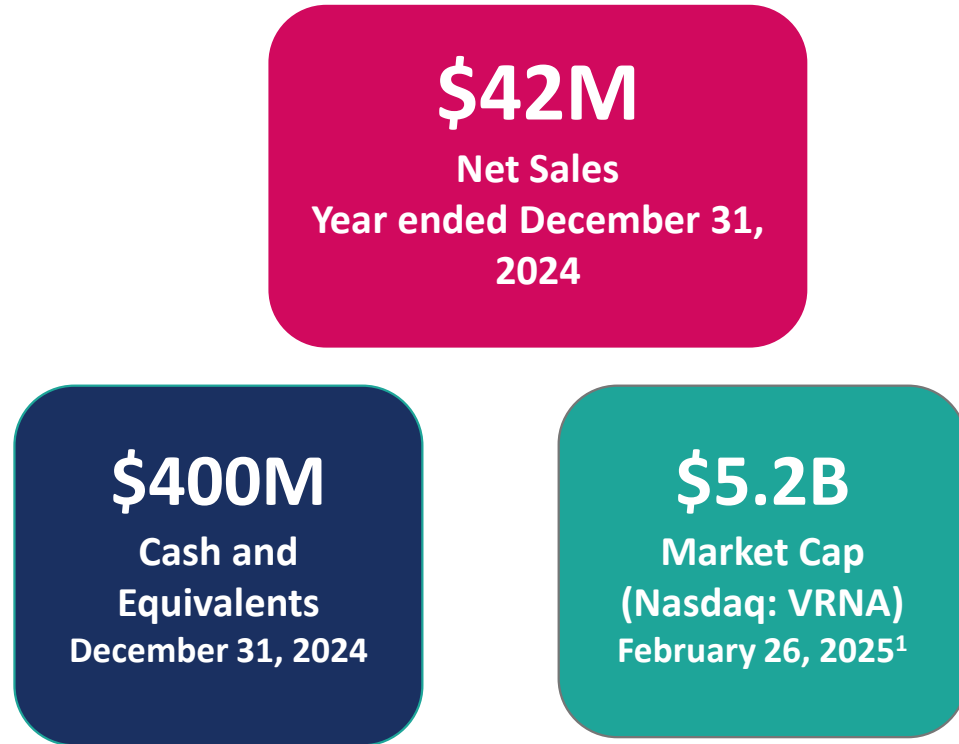 $42M
Net Sales
Year ended December 31,
2024
$400M
Cash and
Equivalents
December 31, 2024
$5.2B
Market Cap
(Nasdaq: VRNA)
February 26, 2025¹